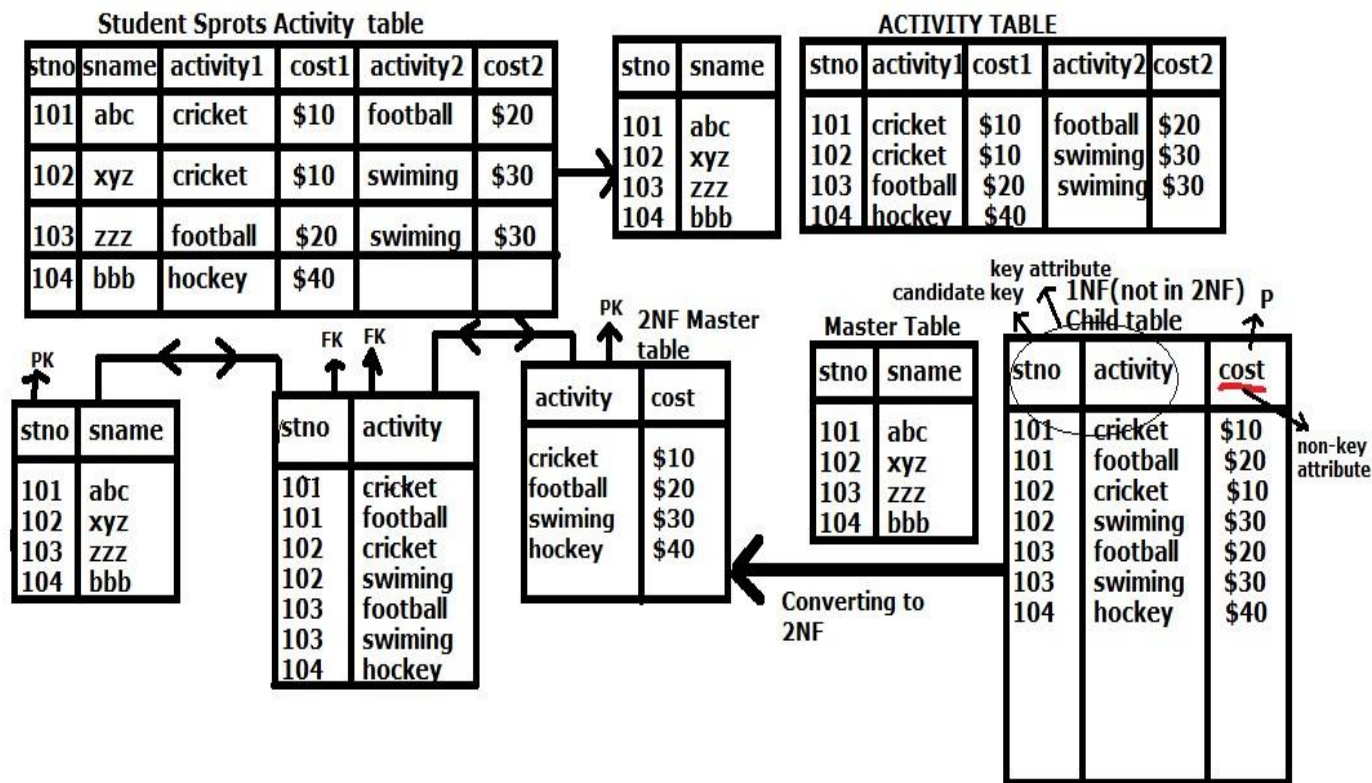 Student Sprots Activity table
stno sname activity1 cost1 activity2 cost2
101 abc cricket $10 football $20
102 xyz cricket $10 swiming $30
103 zzz football $20 swiming $30
104 bbb hockey $40
stno sname
101 abc
102 xyz
103 zzz
104 bbb
ACTIVITY TABLE
stno activity1 cost1 activity2 cost2
101 cricket $10 football $20
102 cricket $10 swiming $30
103 football $20 swiming $30
104 hockey $40
PK
stno sname
101 abc
102 xyz
103 zzz
104 bbb
FK FK
stno activity
101 cricket
101 football
102 cricket
102 swiming
103 football
103 swiming
104 hockey
PK
2NF Master
table
activity cost
cricket $10
football $20
swiming $30
hockey $40
Converting to
2NF
Master Table
stno sname
101 abc
102 xyz
103 zzz
104 bbb
key attribute
candidate key
1NF(not in 2NF)
Child table
P
stno activity cost
101 cricket $10
101 football $20
102 cricket $10
102 swiming $30
103 football $20
103 swiming $30
104 hockey $40
non-key
attribute